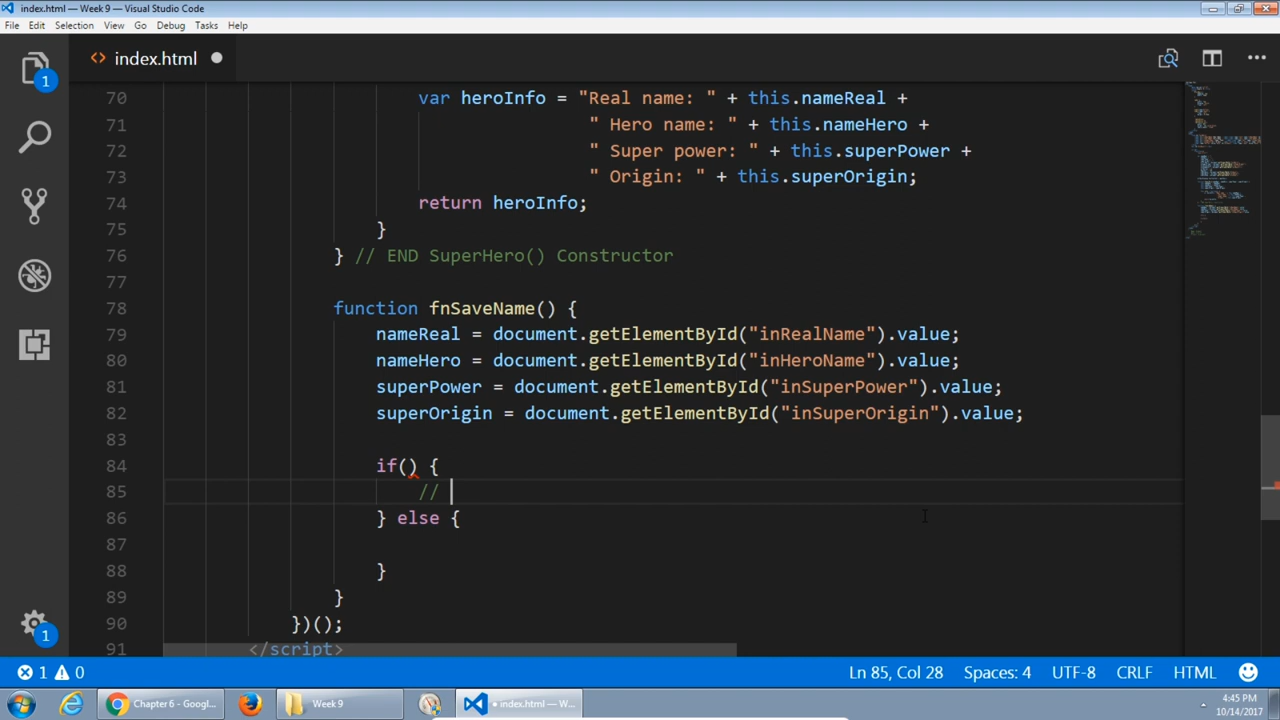 index.html — Week 9 — Visual Studio Code
File Edit Selection View Go Debug Tasks Help
<> index.html ● •••
1
70 var heroInfo = "Real name: " + this.nameReal +
71 " Hero name: " + this.nameHero +
72 " Super power: " + this.superPower +
73 " Origin: " + this.superOrigin;
74 return heroInfo;
75 }
76 } // END SuperHero() Constructor
77
78 function fnSaveName() {
79 nameReal = document.getElementById("inRealName").value;
80 nameHero = document.getElementById("inHeroName").value;
81 superPower = document.getElementById("inSuperPower").value;
82 superOrigin = document.getElementById("inSuperOrigin").value;
83
84 if() {
85 //
86 } else {
87
88 }
89 }
90 })();
91 </script>
1
1 0 Ln 85, Col 28 Spaces: 4 UTF-8 CRLF HTML
Chapter 6 - Googl... Week 9 • index.html — W... 4:45 PM
10/14/2017